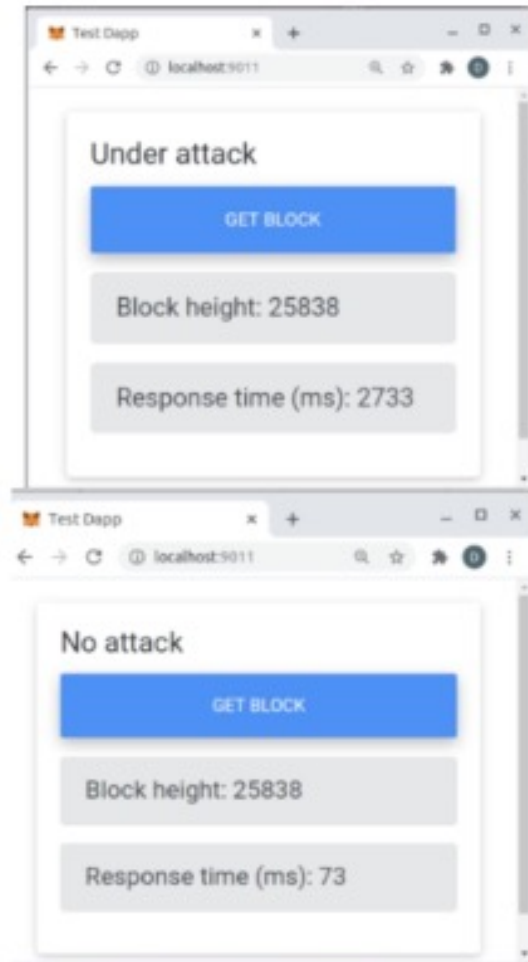 Test Dapp
localhost:9011
D
Under attack
GET BLOCK
Block height: 25838
Response time (ms): 2733
Test Dapp
localhost:9011
D
No attack
GET BLOCK
Block height: 25838
Response time (ms): 73